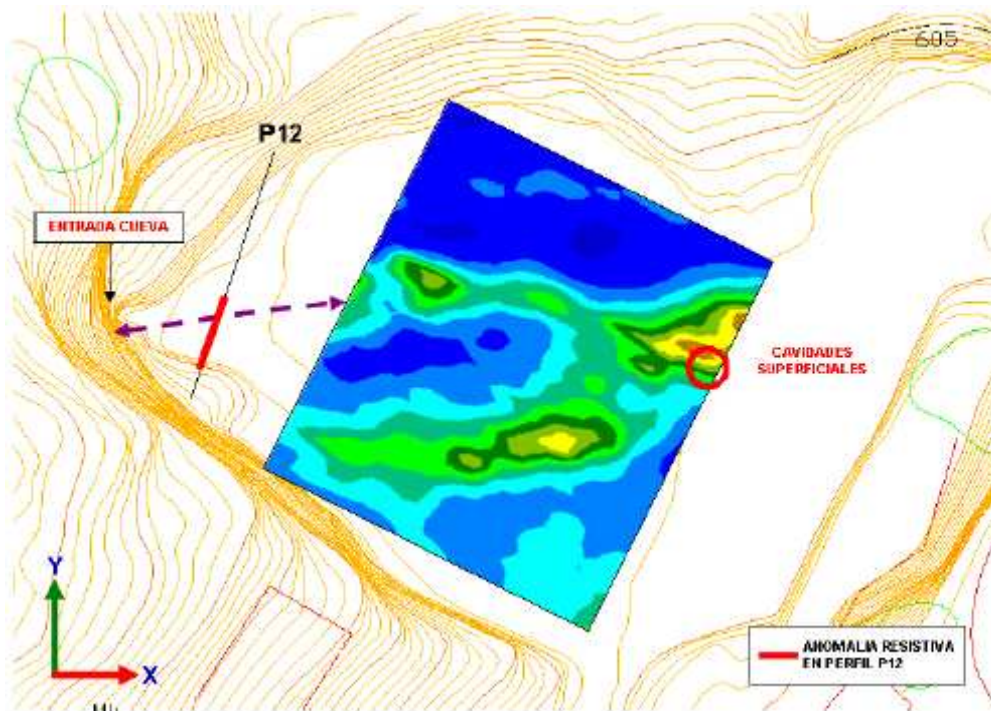 605
P12
ENTRADA CUEVA
CAVIDADES
SUPERFICIALES
Y
X
ANOMALIA RESISTIVA
EN PERFIL P12